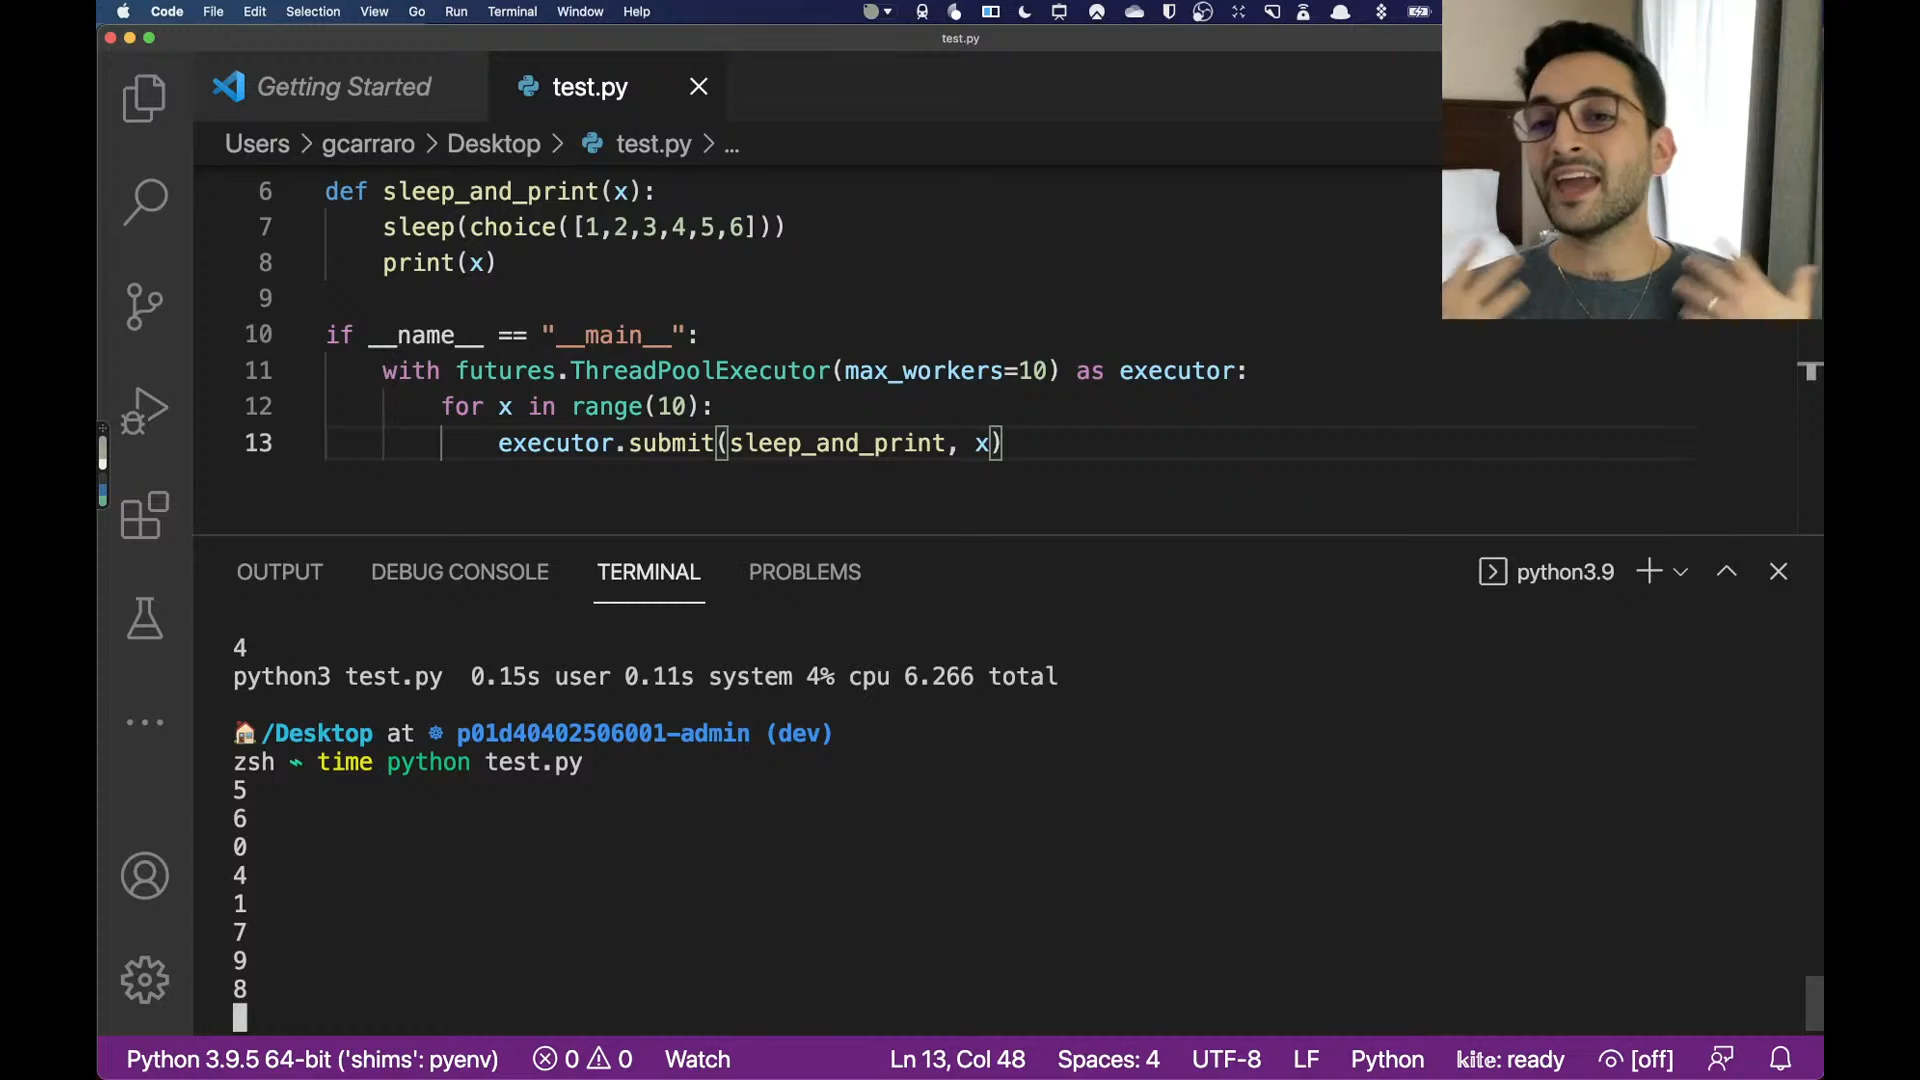 Code File Edit Selection View Go Run Terminal Window Help
test.py
Getting Started test.py
Users > gcarraro > Desktop > test.py > ...
6 def sleep_and_print(x):
7 sleep(choice([1,2,3,4,5,6]))
8 print(x)
9
10 if __name__ == "__main__":
11 with futures.ThreadPoolExecutor(max_workers=10) as executor:
12 for x in range(10):
13 executor.submit(sleep_and_print, x)
OUTPUT DEBUG CONSOLE TERMINAL PROBLEMS python3.9
4
python3 test.py 0.15s user 0.11s system 4% cpu 6.266 total
/Desktop at p01d40402506001-admin (dev)
zsh time python test.py
5
6
0
4
1
7
9
8
Python 3.9.5 64-bit ('shims': pyenv) 0 0 Watch Ln 13, Col 48 Spaces: 4 UTF-8 LF Python kite: ready [off]